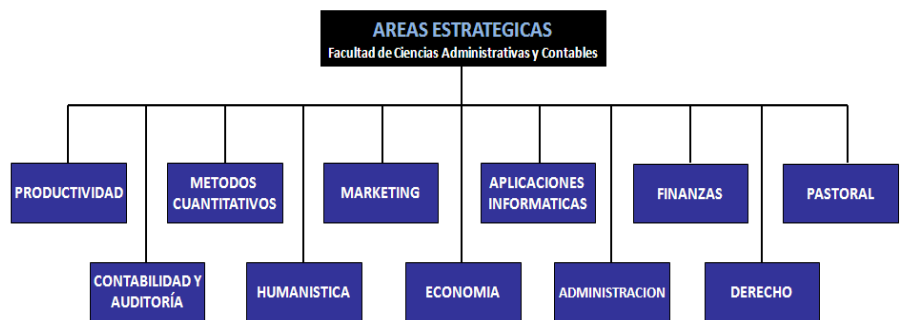 AREAS ESTRATEGICAS
Facultad de Ciencias Administrativas y Contables
PRODUCTIVIDAD
METODOS
CUANTITATIVOS
MARKETING
APLICACIONES
INFORMATICAS
FINANZAS
PASTORAL
CONTABILIDAD Y
AUDITORÍA
HUMANISTICA
ECONOMIA
ADMINISTRACION
DERECHO